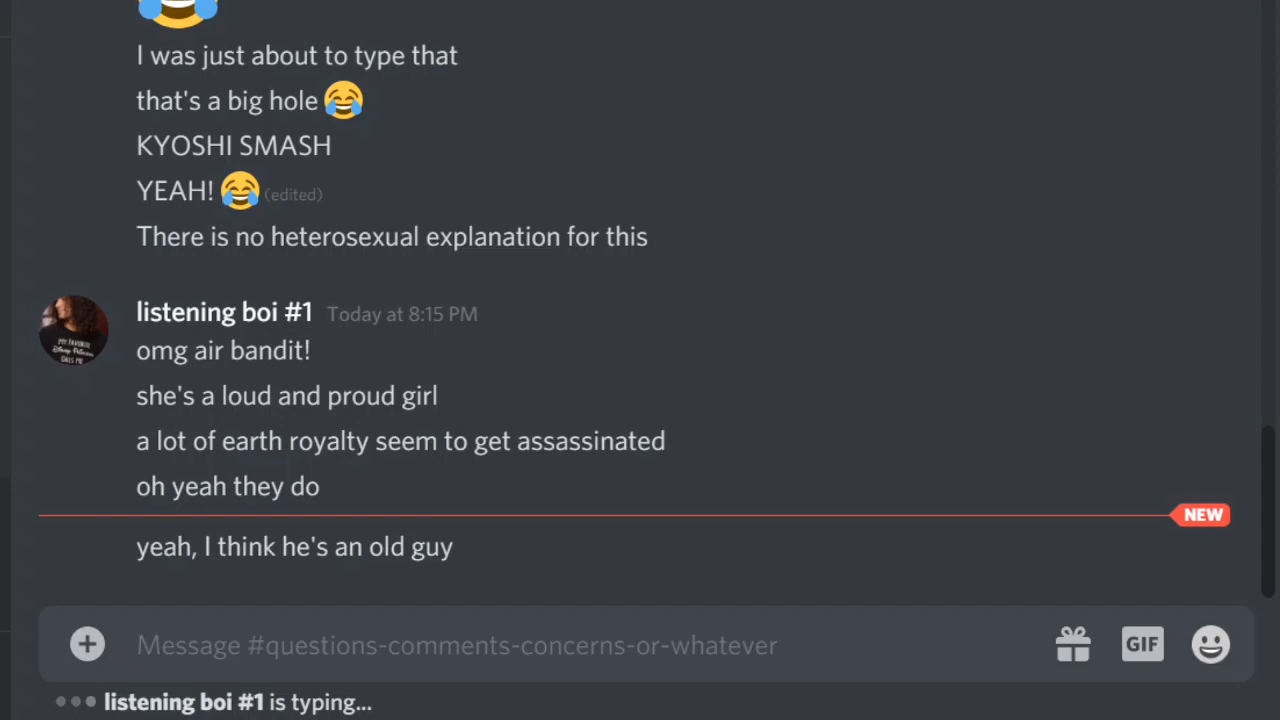 I was just about to type that
that's a big hole 😂
KYOSHI SMASH
YEAH! 😂 (edited)
There is no heterosexual explanation for this
listening boi #1 Today at 8:15 PM
omg air bandit!
she's a loud and proud girl
a lot of earth royalty seem to get assassinated
oh yeah they do
NEW
yeah, I think he's an old guy
Message #questions-comments-concerns-or-whatever
GIF
listening boi #1 is typing...